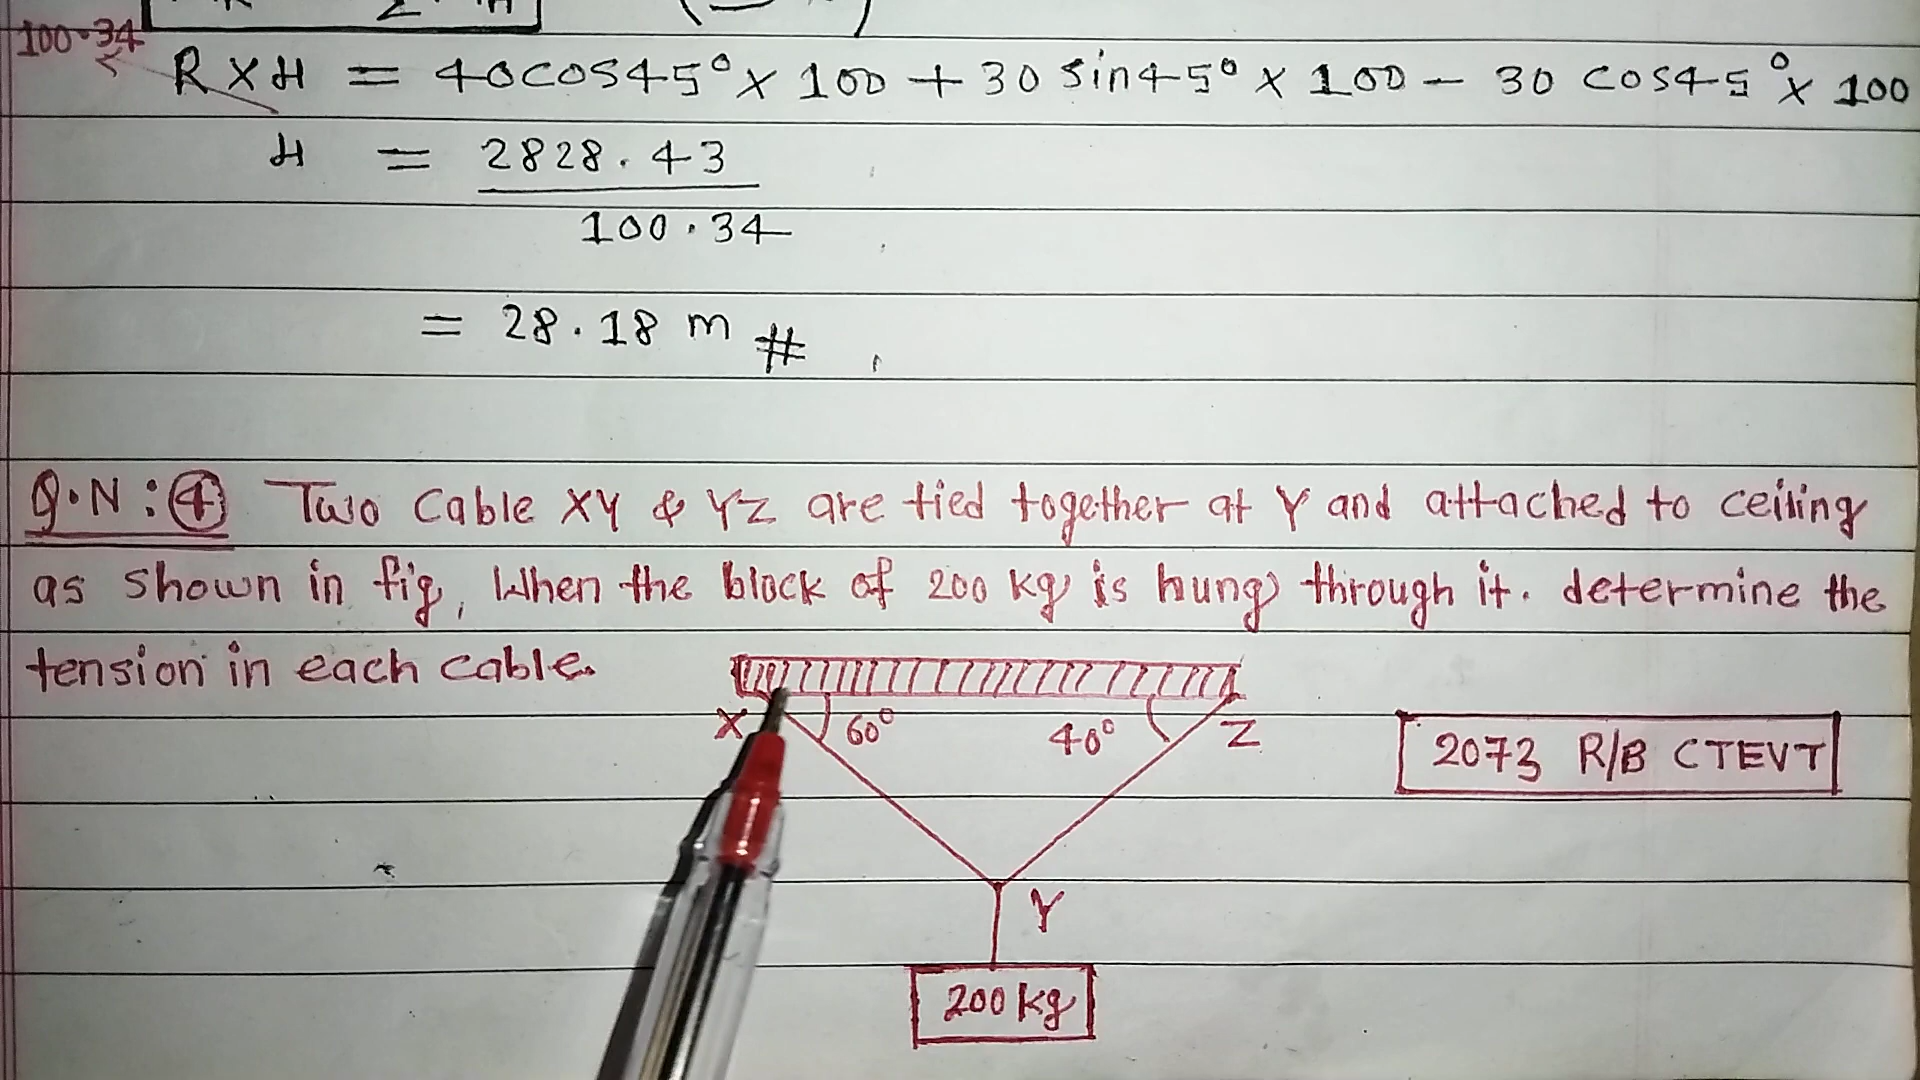 100.34
R X H = 40cos45° x 100 + 30 sin45° x 100 - 30 cos45° x 100
H = 2828.43
100.34
= 28.18 m #
Q.N:④ Two cable XY & YZ are tied together at Y and attached to ceiling
as shown in fig, When the block of 200 kg is hung through it. determine the
tension in each cable.
X 60° 40° Z
2073 R/B CTEVT
Y
200 kg